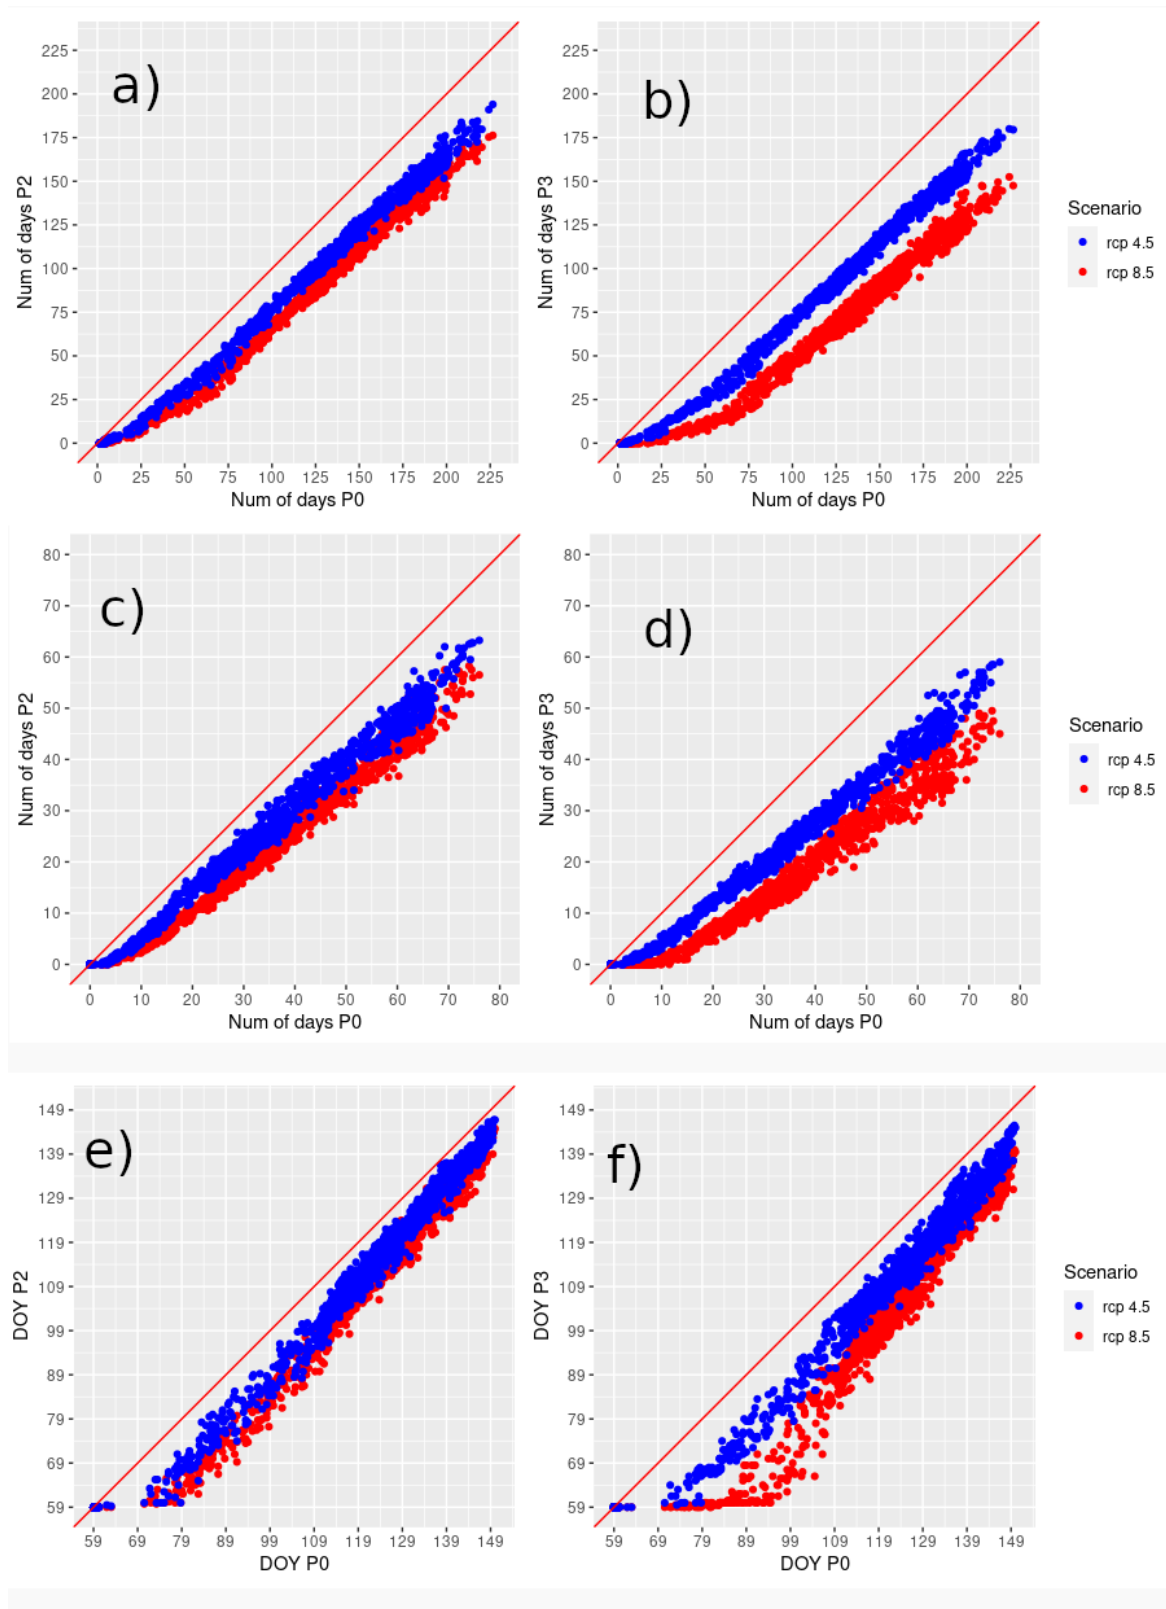 a)
225
200
175
150
125
100
75
50
25
0
Num of days P2
0 25 50 75 100 125 150 175 200 225
Num of days P0
b)
225
200
175
150
125
100
75
50
25
0
Num of days P3
0 25 50 75 100 125 150 175 200 225
Num of days P0
Scenario
rcp 4.5
rcp 8.5
c)
80
70
60
50
40
30
20
10
0
Num of days P2
0 10 20 30 40 50 60 70 80
Num of days P0
d)
80
70
60
50
40
30
20
10
0
Num of days P3
0 10 20 30 40 50 60 70 80
Num of days P0
Scenario
rcp 4.5
rcp 8.5
e)
149
139
129
119
109
99
89
79
69
59
DOY P2
59 69 79 89 99 109 119 129 139 149
DOY P0
f)
149
139
129
119
109
99
89
79
69
59
DOY P3
59 69 79 89 99 109 119 129 139 149
DOY P0
Scenario
rcp 4.5
rcp 8.5